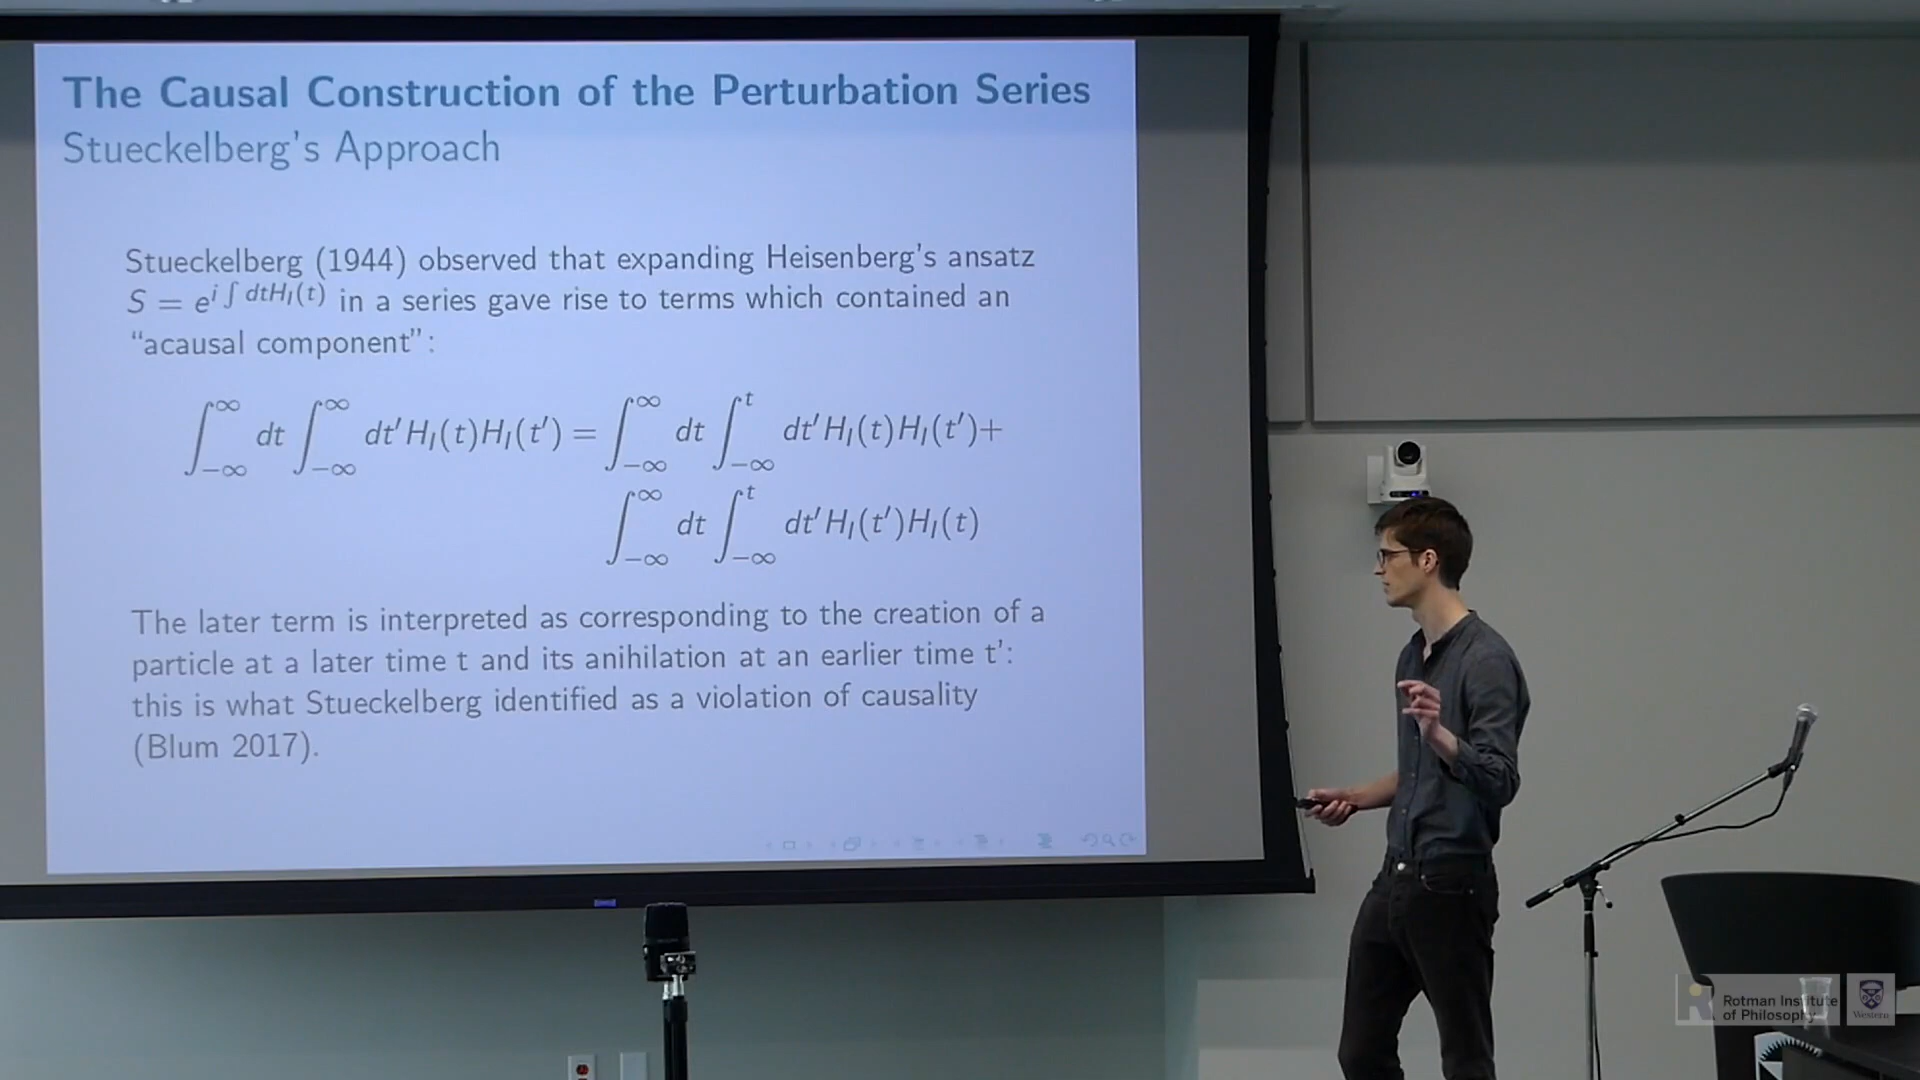 The Causal Construction of the Perturbation Series
Stueckelberg's Approach
Stueckelberg (1944) observed that expanding Heisenberg's ansatz
S = e^{i ∫ dtH_I(t)} in a series gave rise to terms which contained an
“acausal component”:
∫_{−∞}^{∞} dt ∫_{−∞}^{∞} dt′H_I(t)H_I(t′) = ∫_{−∞}^{∞} dt ∫_{−∞}^{t} dt′H_I(t)H_I(t′)+
∫_{−∞}^{∞} dt ∫_{−∞}^{t} dt′H_I(t′)H_I(t)
The later term is interpreted as corresponding to the creation of a
particle at a later time t and its anihilation at an earlier time t':
this is what Stueckelberg identified as a violation of causality
(Blum 2017).
Rotman Institute
of Philosophy
Western